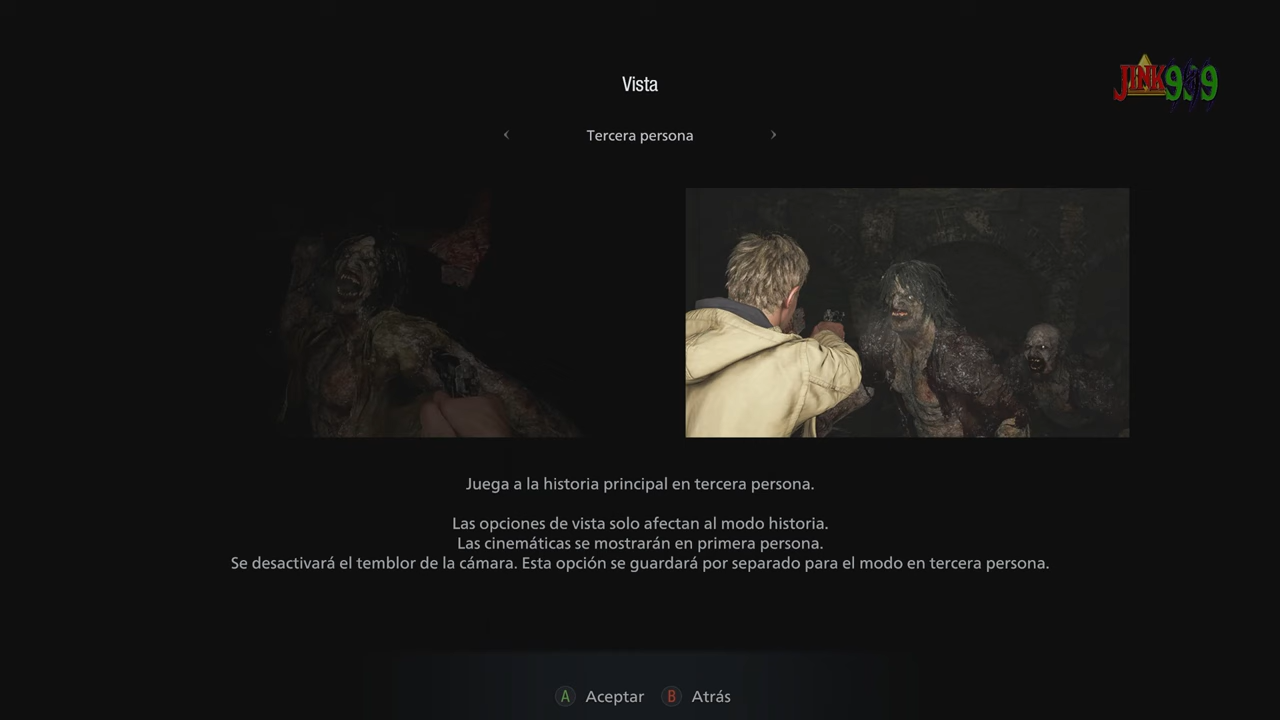 Vista
JINK999
Tercera persona
Juega a la historia principal en tercera persona.
Las opciones de vista solo afectan al modo historia.
Las cinemáticas se mostrarán en primera persona.
Se desactivará el temblor de la cámara. Esta opción se guardará por separado para el modo en tercera persona.
A Aceptar B Atrás